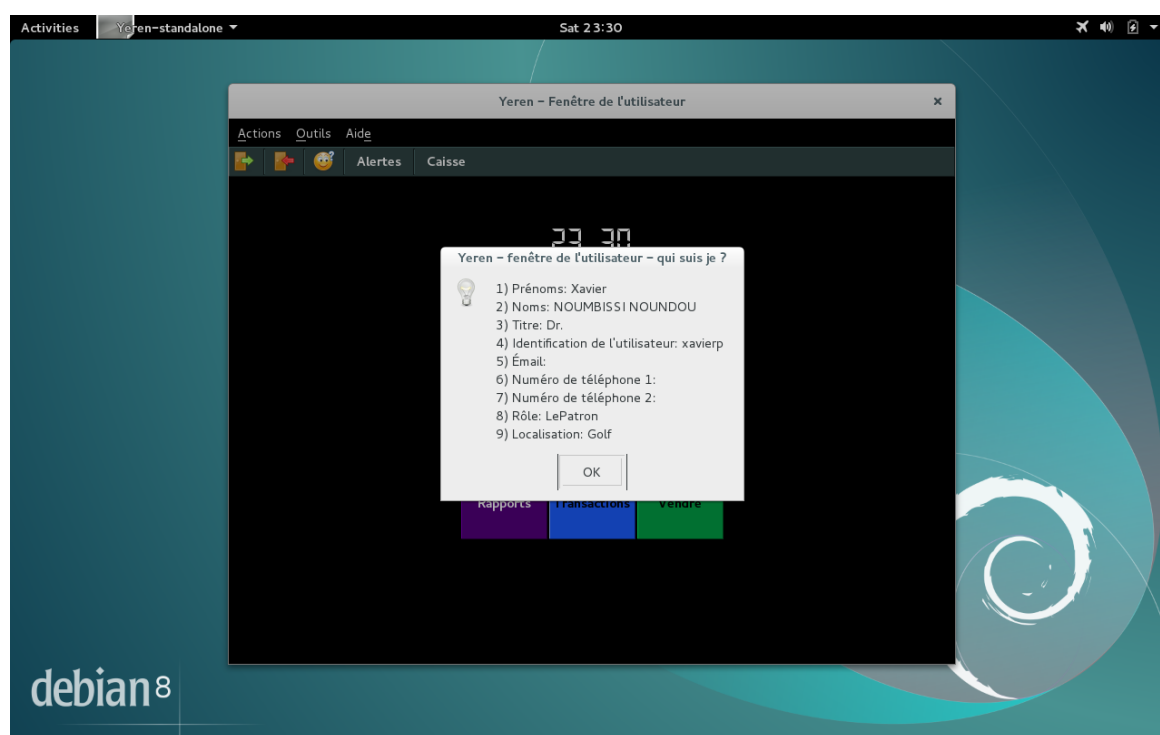 Activities Yeren-standalone Sat 23:30
Yeren – Fenêtre de l'utilisateur
Actions Outils Aide
Alertes Caisse
23 30
Yeren – fenêtre de l'utilisateur – qui suis je ?
1) Prénoms: Xavier
2) Noms: NOUMBISSI NOUNDOU
3) Titre: Dr.
4) Identification de l'utilisateur: xavierp
5) Émail:
6) Numéro de téléphone 1:
7) Numéro de téléphone 2:
8) Rôle: LePatron
9) Localisation: Golf
OK
Rapports Transactions Vendre
debian 8